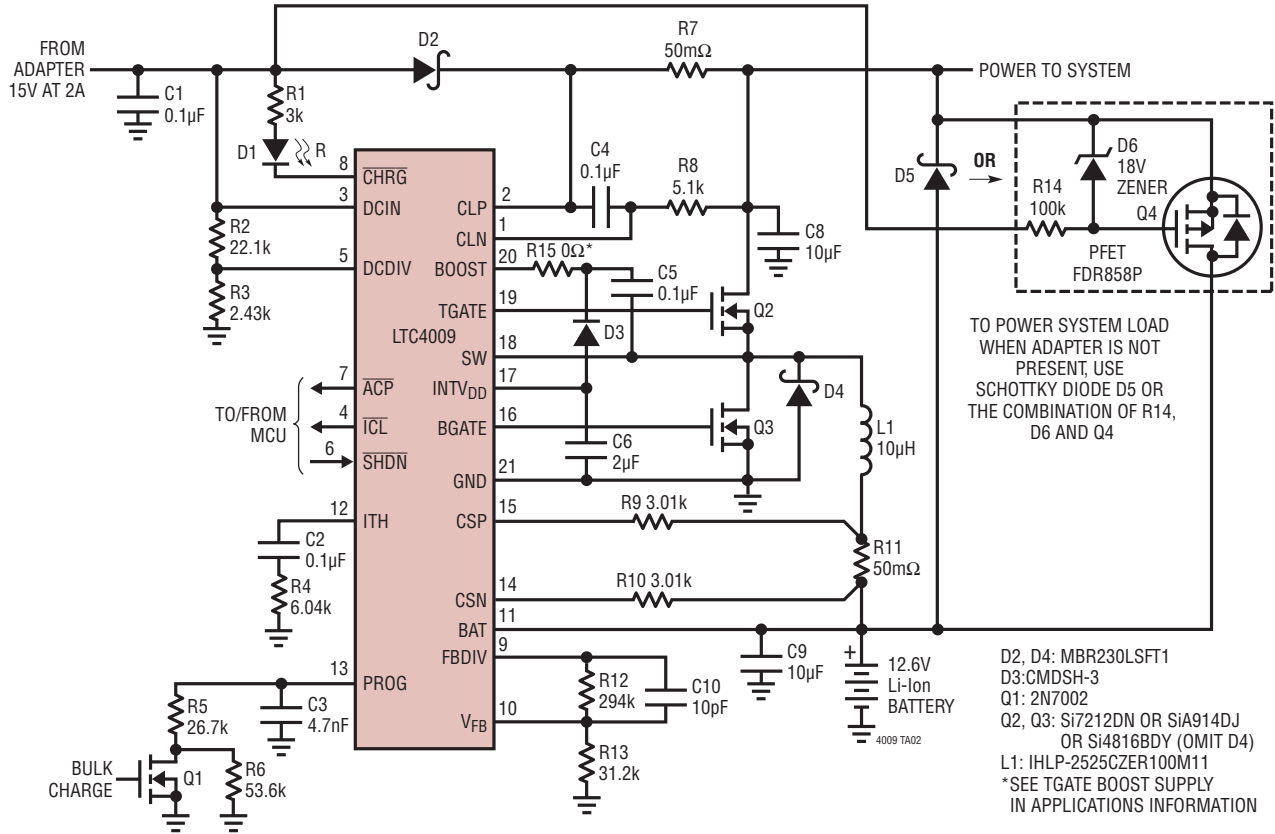 FROM
ADAPTER
15V AT 2A
C1
0.1µF
R1
3k
D1
R
D2
R7
50mΩ
POWER TO SYSTEM
C4
0.1µF
R8
5.1k
C8
10µF
D5
OR
D6
18V
ZENER
R14
100k
Q4
PFET
FDR858P
R2
22.1k
R3
2.43k
8
CHRG
3
DCIN
5
DCDIV
LTC4009
2
CLP
1
CLN
20
BOOST
R15 0Ω*
C5
0.1µF
19
TGATE
Q2
D3
18
SW
17
INTVDD
D4
16
BGATE
Q3
C6
2µF
L1
10µH
21
GND
TO POWER SYSTEM LOAD
WHEN ADAPTER IS NOT
PRESENT, USE
SCHOTTKY DIODE D5 OR
THE COMBINATION OF R14,
D6 AND Q4
TO/FROM
MCU
7
ACP
4
ICL
6
SHDN
12
ITH
C2
0.1µF
R4
6.04k
15
CSP
R9 3.01k
R11
50mΩ
14
CSN
R10 3.01k
11
BAT
9
FBDIV
C9
10µF
+
12.6V
Li-Ion
BATTERY
4009 TA02
R12
294k
C10
10pF
10
VFB
R13
31.2k
13
PROG
R5
26.7k
C3
4.7nF
BULK
CHARGE
Q1
R6
53.6k
D2, D4: MBR230LSFT1
D3:CMDSH-3
Q1: 2N7002
Q2, Q3: Si7212DN OR SiA914DJ
OR Si4816BDY (OMIT D4)
L1: IHLP-2525CZER100M11
*SEE TGATE BOOST SUPPLY
IN APPLICATIONS INFORMATION